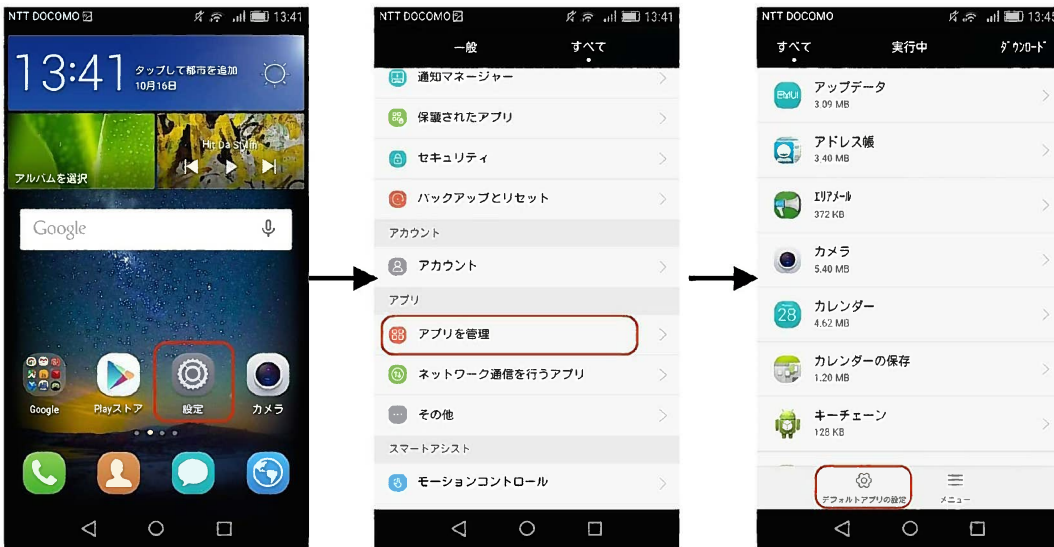 NTT DOCOMO 13:41
13:41 タップして都市を追加
10月16日
アルバムを選択
Hit Da Stylin'
Google
Google
Playストア
設定
カメラ
NTT DOCOMO 13:41
一般 すべて
通知マネージャー
保護されたアプリ
セキュリティ
バックアップとリセット
アカウント
アカウント
アプリ
アプリを管理
ネットワーク通信を行うアプリ
その他
スマートアシスト
モーションコントロール
NTT DOCOMO 13:45
すべて 実行中 ダウンロード
EMUI
アップデータ
3.09 MB
アドレス帳
3.40 MB
エリアメール
372 KB
カメラ
5.40 MB
28
カレンダー
4.62 MB
カレンダーの保存
1.20 MB
キーチェーン
128 KB
デフォルトアプリの設定
メニュー